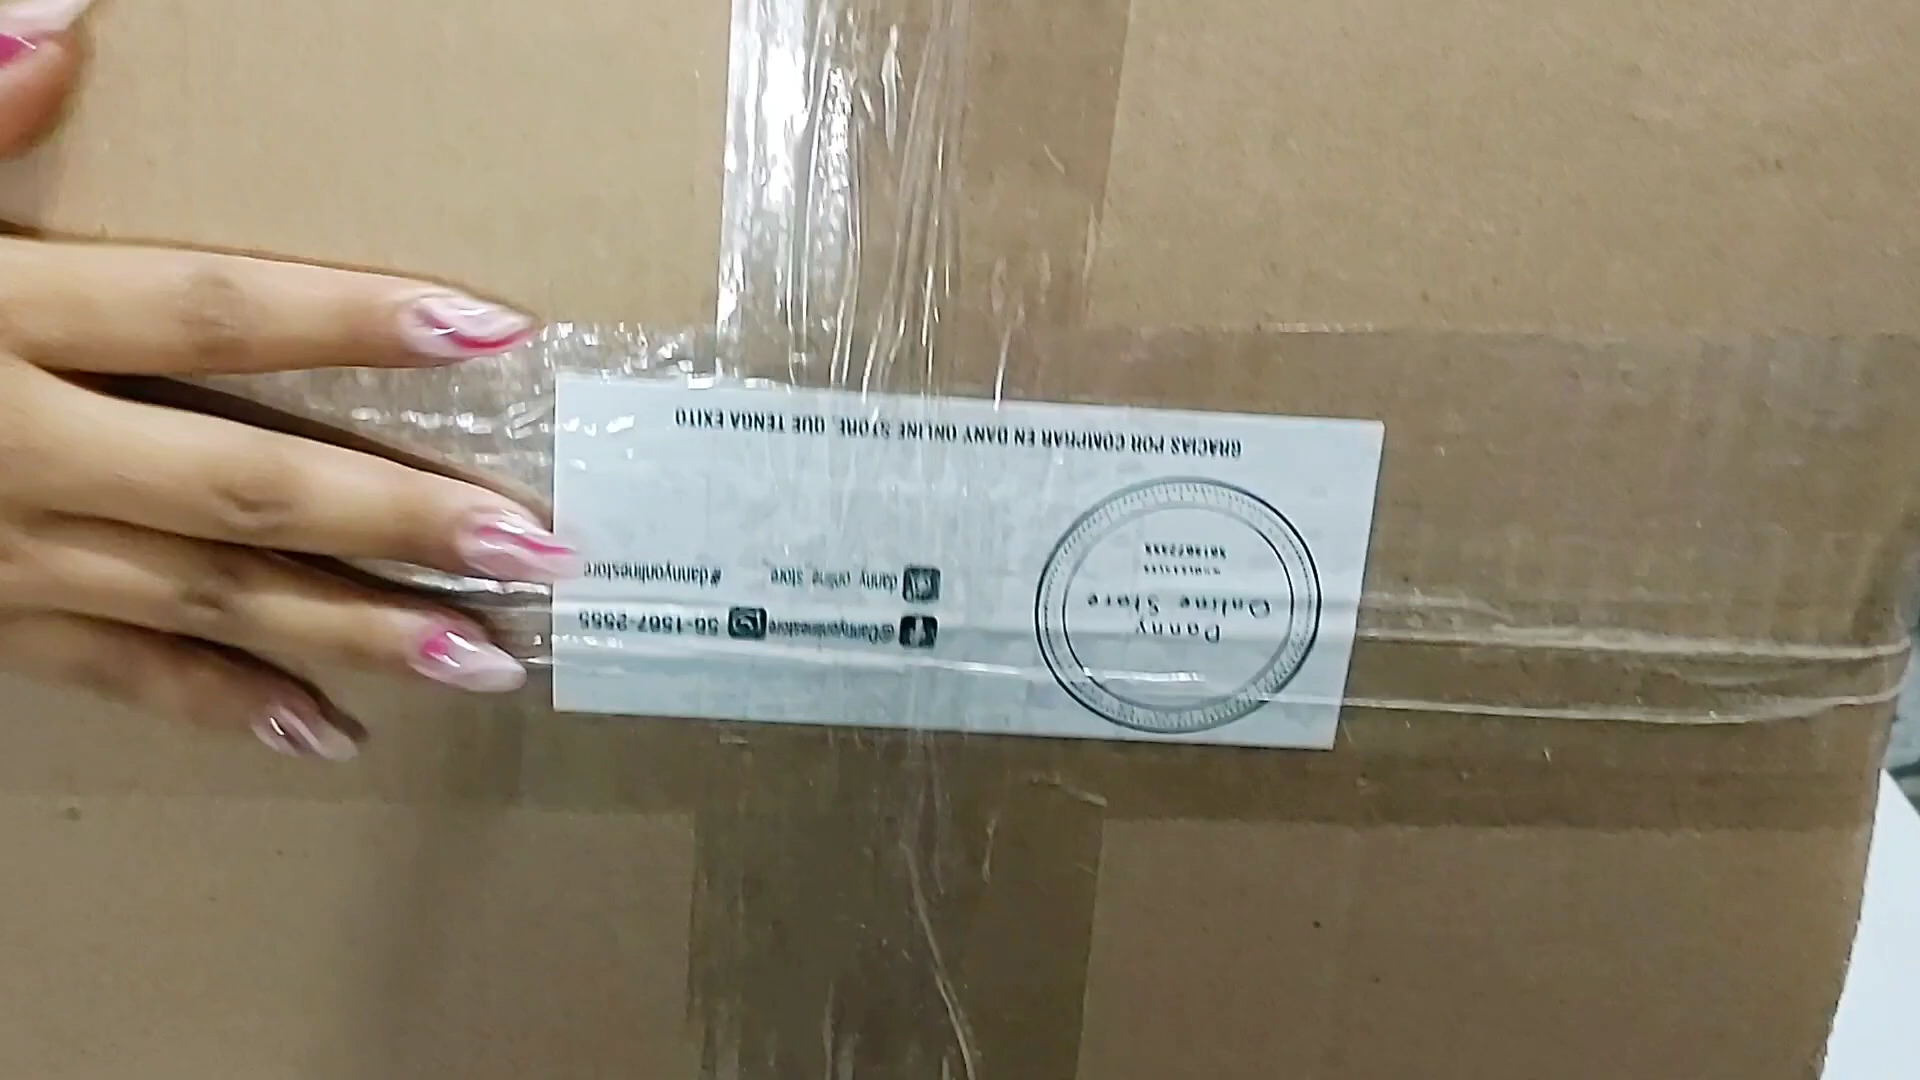 Danny
Online Store
@Dannyonlinestore
56-1567-2555
danny_online_store_
#dannyonlinestore
GRACIAS POR COMPRAR EN DANY ONLINE STORE, QUE TENGA EXITO